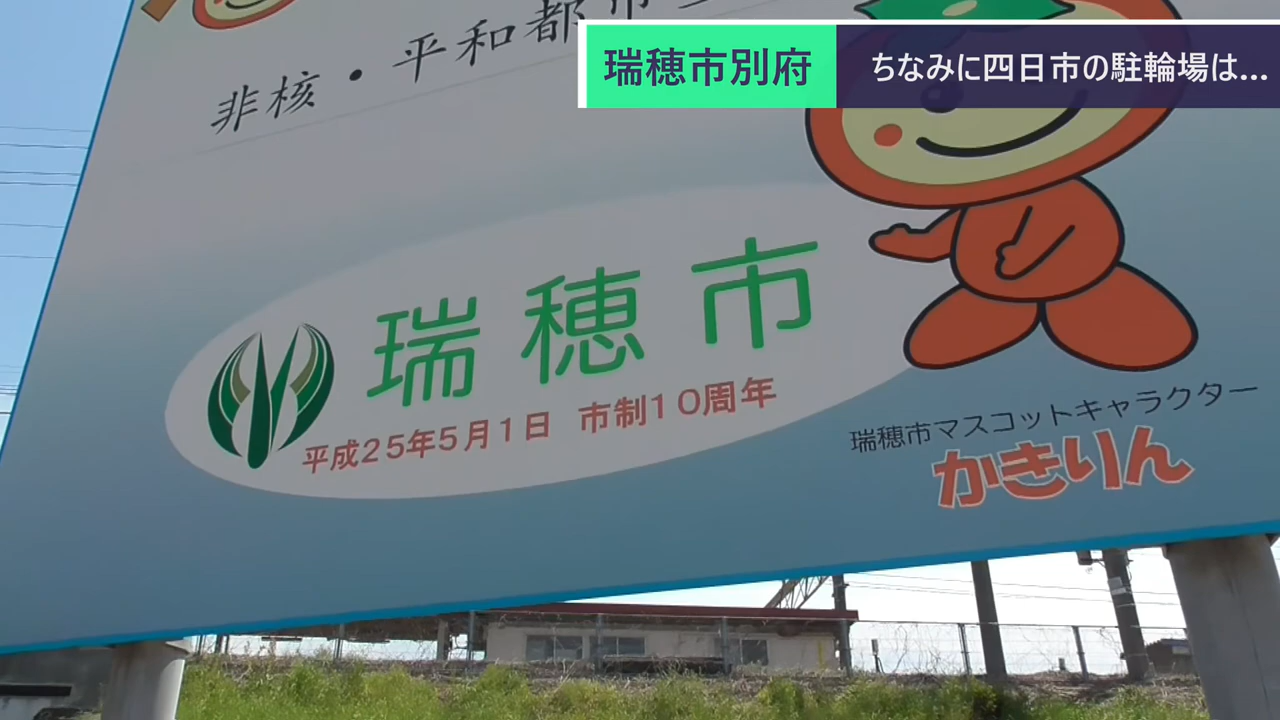 瑞穂市別府
ちなみに四日市の駐輪場は…
非核・平和都市
瑞穂市
平成25年5月1日 市制10周年
瑞穂市マスコットキャラクター
かきりん